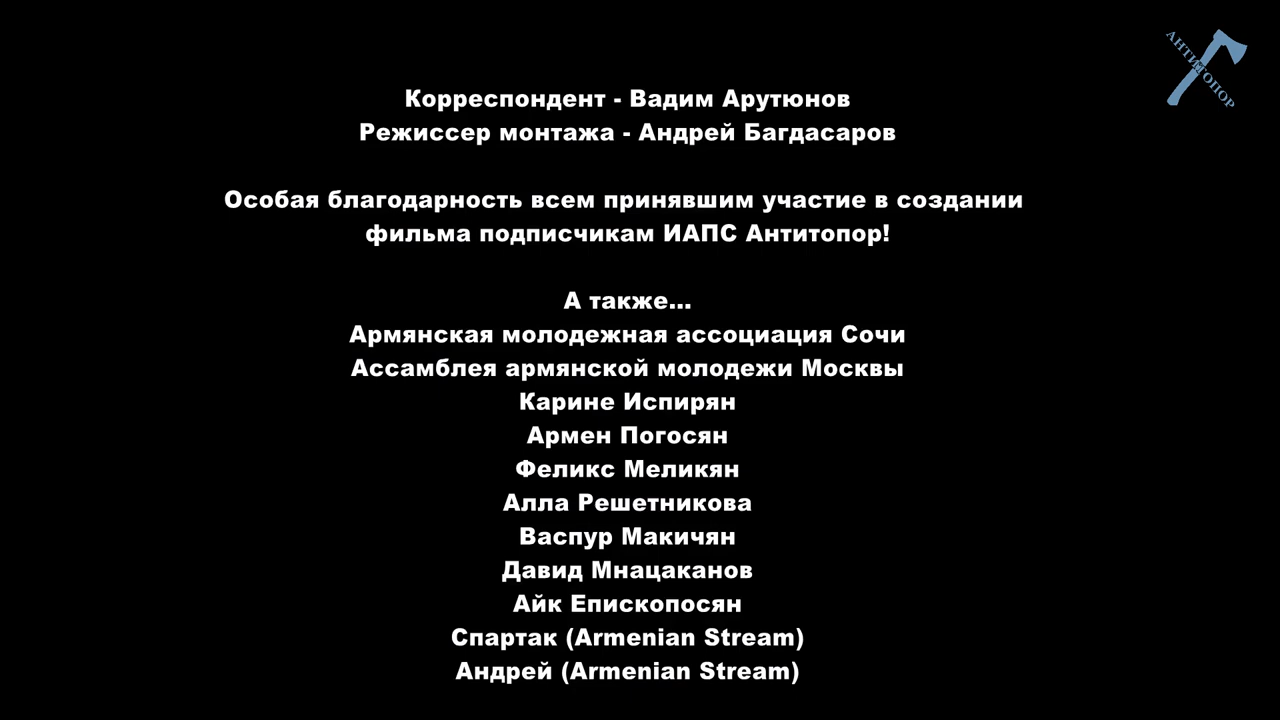 АНТИТОПОР
Корреспондент - Вадим Арутюнов
Режиссер монтажа - Андрей Багдасаров
Особая благодарность всем принявшим участие в создании
фильма подписчикам ИАПС Антитопор!
А также...
Армянская молодежная ассоциация Сочи
Ассамблея армянской молодежи Москвы
Карине Испирян
Армен Погосян
Феликс Меликян
Алла Решетникова
Васпур Макичян
Давид Мнацаканов
Айк Епископосян
Спартак (Armenian Stream)
Андрей (Armenian Stream)